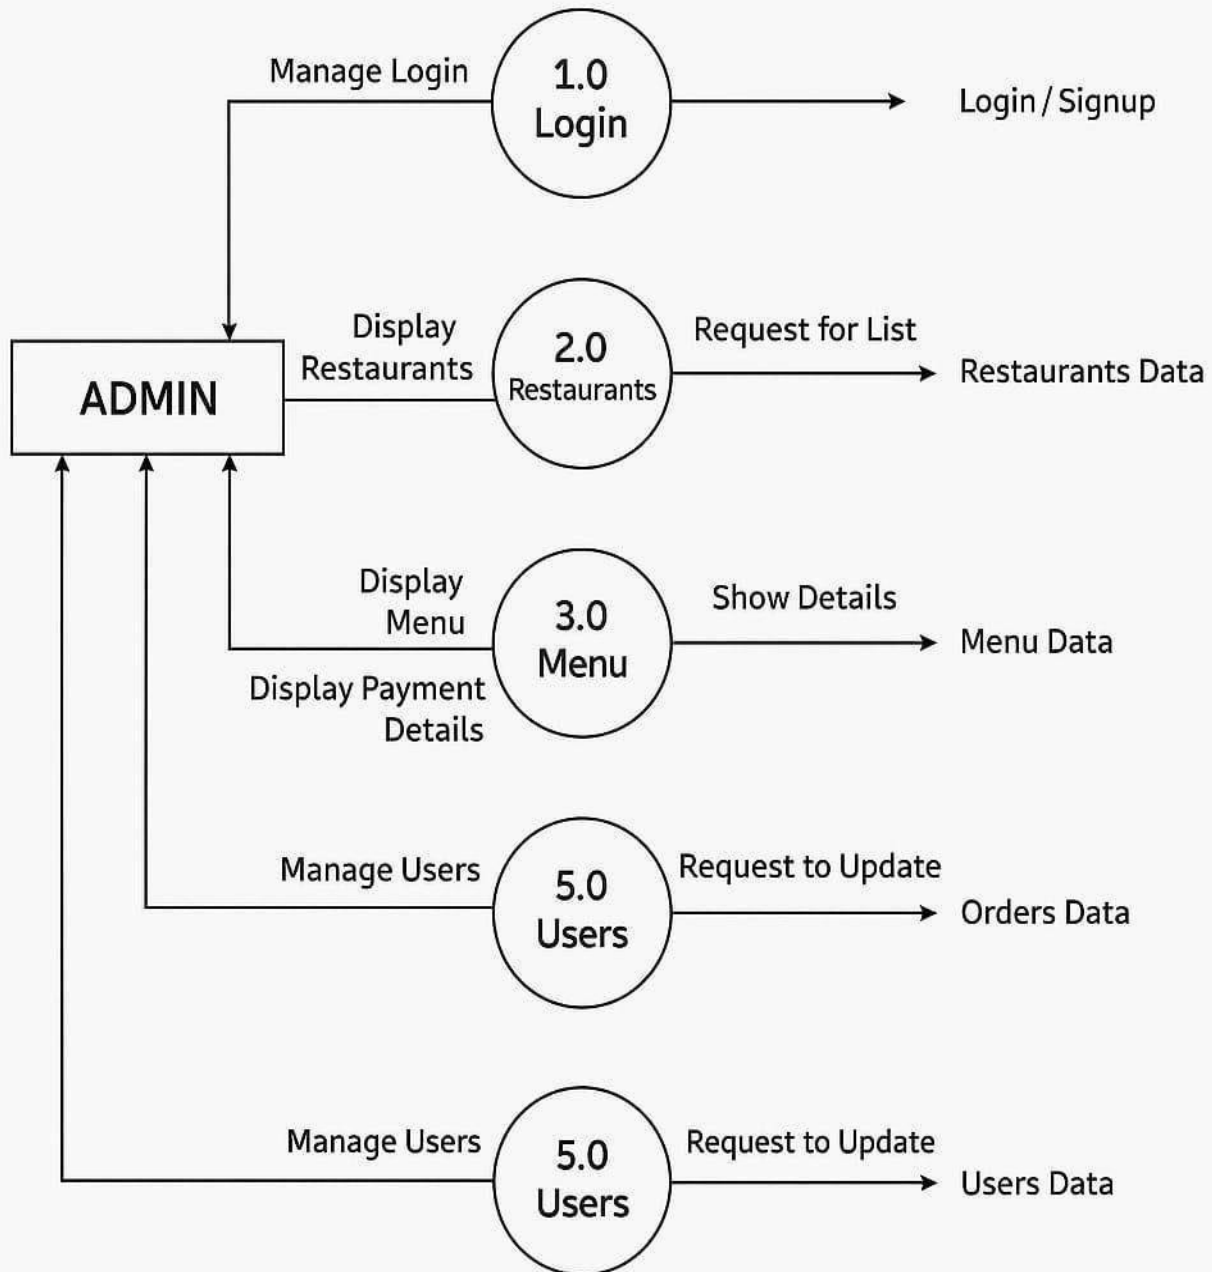 Manage Login
1.0
Login
Login / Signup
Display
Restaurants
2.0
Restaurants
Request for List
Restaurants Data
ADMIN
Display
Menu
3.0
Menu
Show Details
Menu Data
Display Payment
Details
Manage Users
5.0
Users
Request to Update
Orders Data
Manage Users
5.0
Users
Request to Update
Users Data